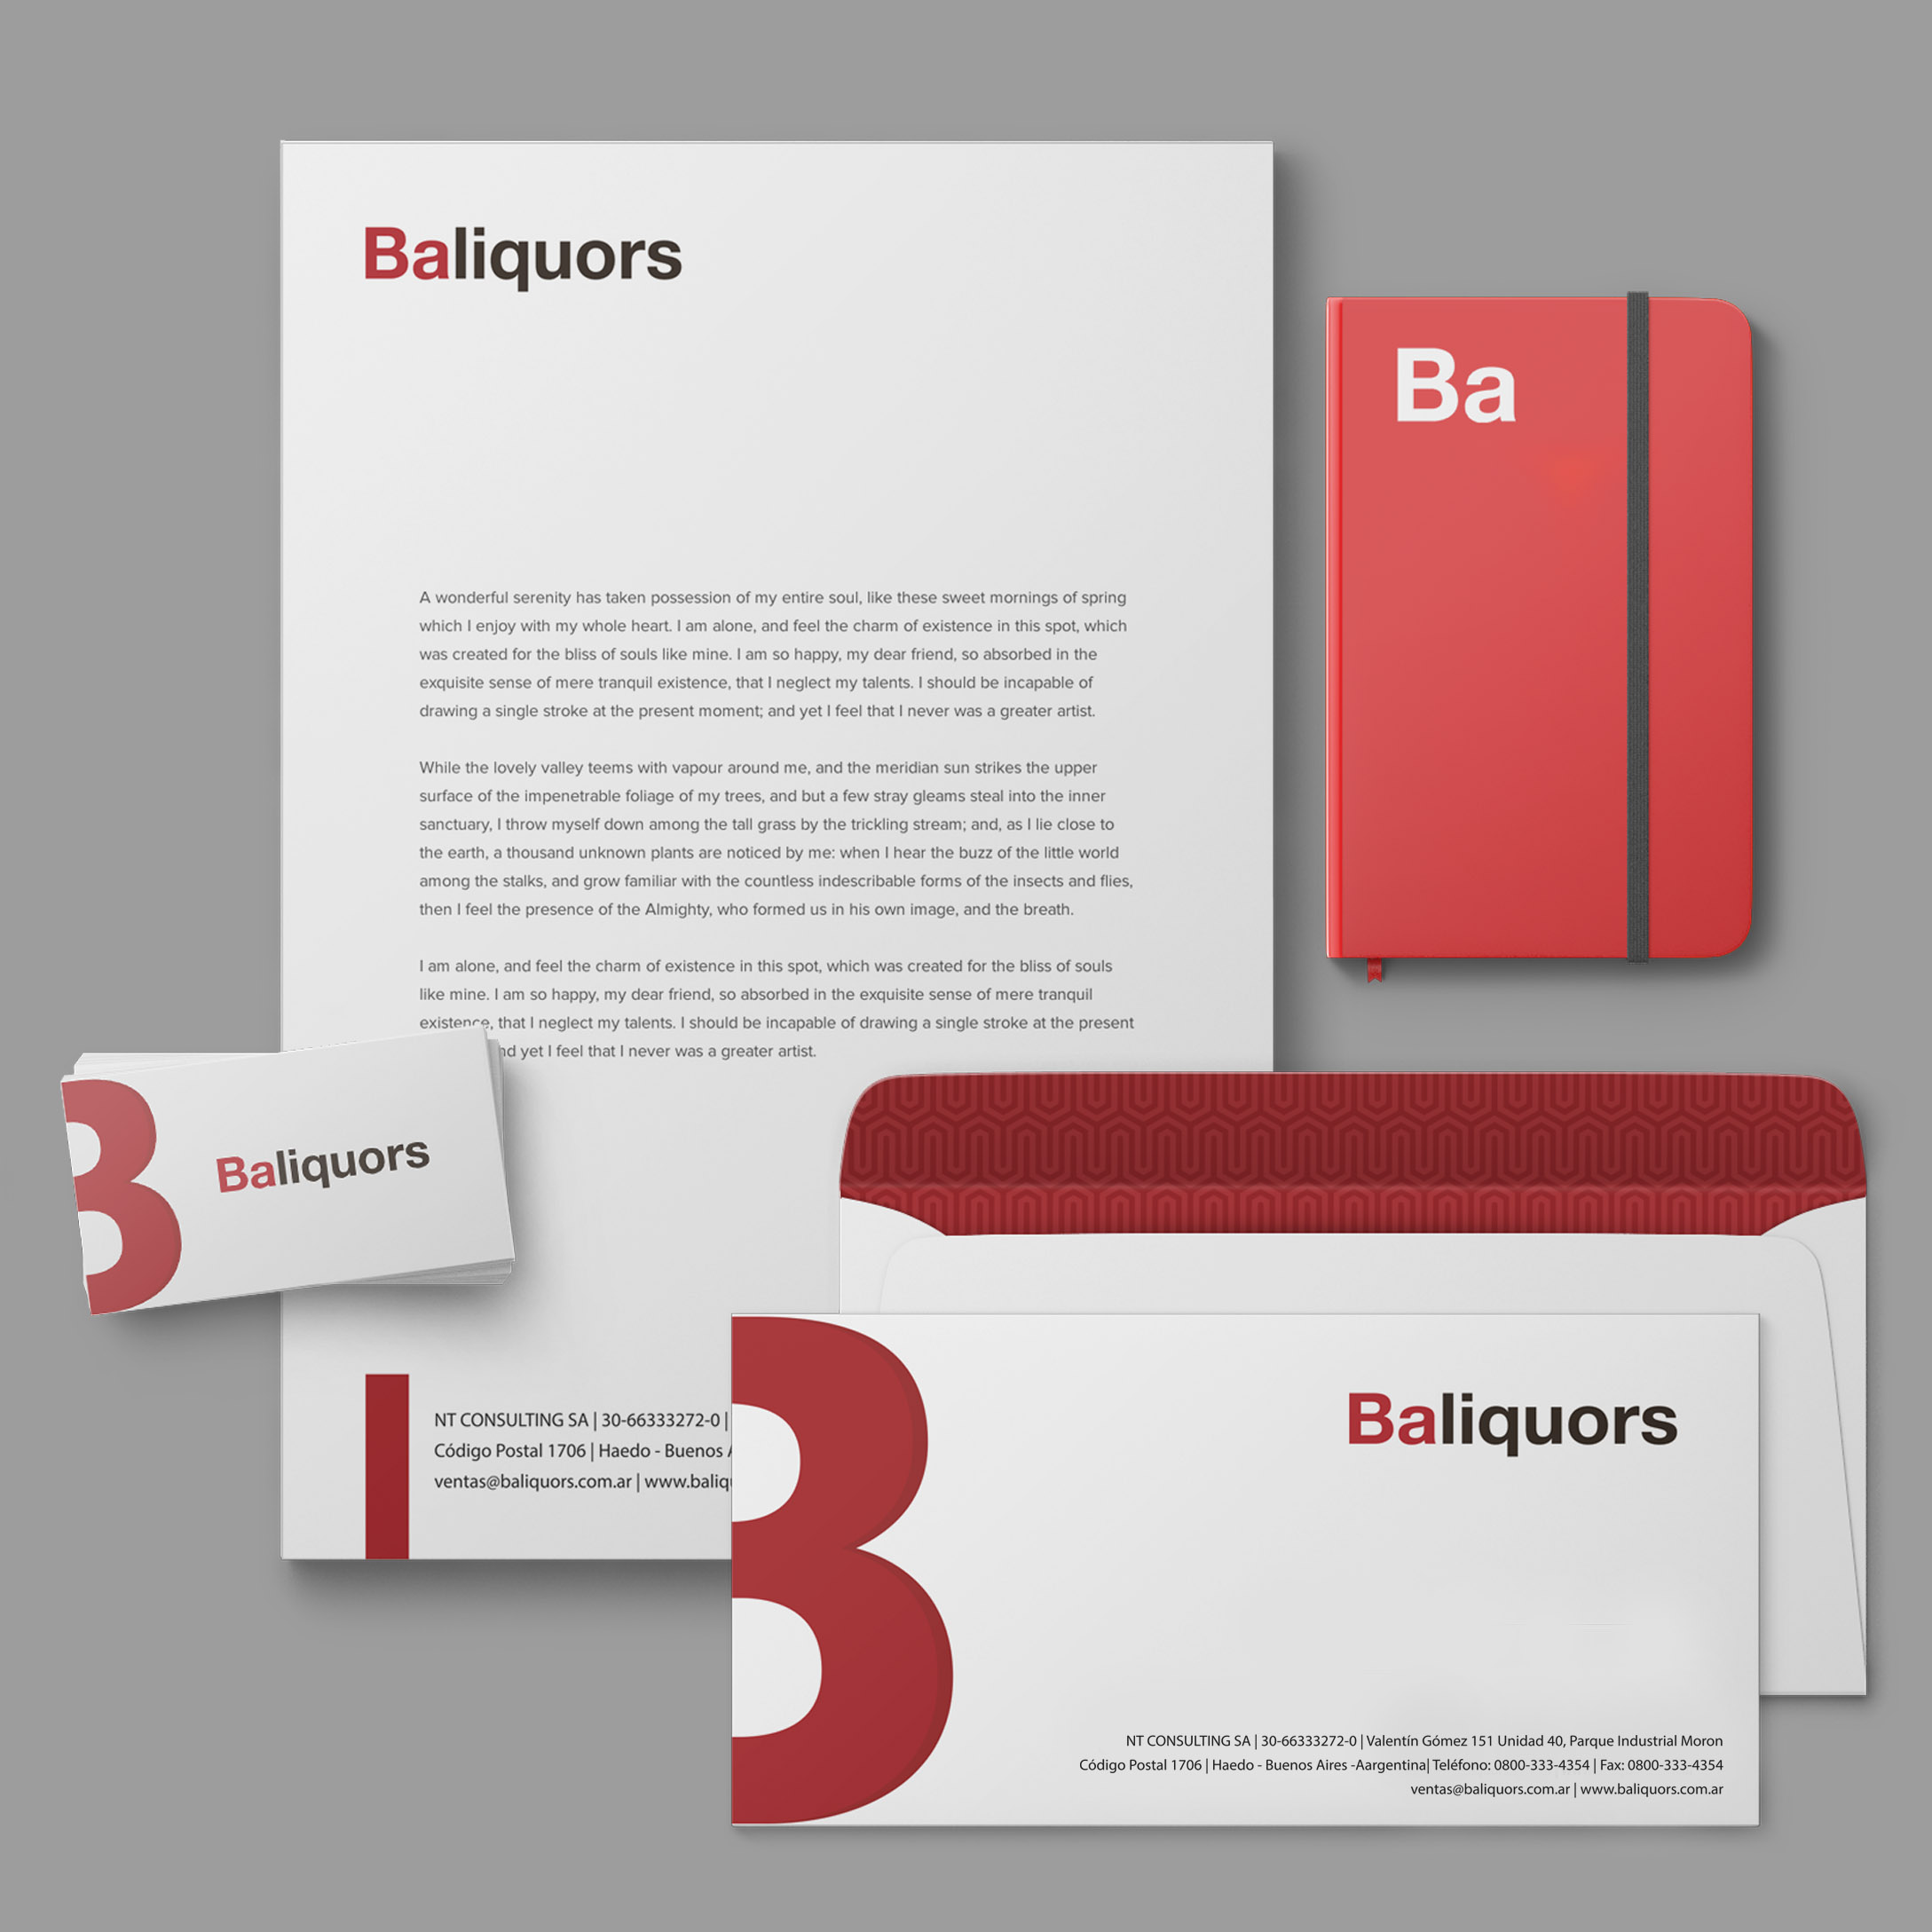 Baliquors
Ba
A wonderful serenity has taken possession of my entire soul, like these sweet mornings of spring
which I enjoy with my whole heart. I am alone, and feel the charm of existence in this spot, which
was created for the bliss of souls like mine. I am so happy, my dear friend, so absorbed in the
exquisite sense of mere tranquil existence, that I neglect my talents. I should be incapable of
drawing a single stroke at the present moment; and yet I feel that I never was a greater artist.
While the lovely valley teems with vapour around me, and the meridian sun strikes the upper
surface of the impenetrable foliage of my trees, and but a few stray gleams steal into the inner
sanctuary, I throw myself down among the tall grass by the trickling stream; and, as I lie close to
the earth, a thousand unknown plants are noticed by me: when I hear the buzz of the little world
among the stalks, and grow familiar with the countless indescribable forms of the insects and flies,
then I feel the presence of the Almighty, who formed us in his own image, and the breath.
I am alone, and feel the charm of existence in this spot, which was created for the bliss of souls
like mine. I am so happy, my dear friend, so absorbed in the exquisite sense of mere tranquil
existence, that I neglect my talents. I should be incapable of drawing a single stroke at the present
yet I feel that I never was a greater artist.
B
Baliquors
NT CONSULTING SA | 30-66333272-0 |
Código Postal 1706 | Haedo - Buenos
ventas@baliquors.com.ar |
B
Baliquors
NT CONSULTING SA | 30-66333272-0 | Valentín Gómez 151 Unidad 40, Parque Industrial Moron
Código Postal 1706 | Haedo - Buenos Aires -Aargentina| Teléfono: 0800-333-4354 | Fax: 0800-333-4354
ventas@baliquors.com.ar | www.baliquors.com.ar